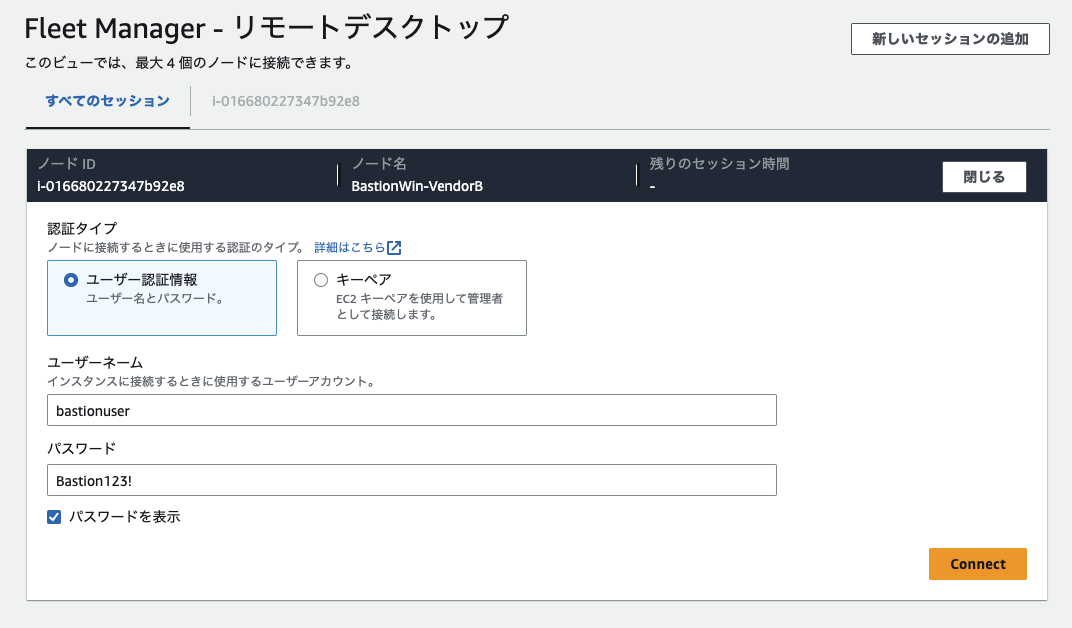 Fleet Manager - リモートデスクトップ
新しいセッションの追加
このビューでは、最大 4 個のノードに接続できます。
すべてのセッション
i-016680227347b92e8
ノード ID
i-016680227347b92e8
ノード名
BastionWin-VendorB
残りのセッション時間
-
閉じる
認証タイプ
ノードに接続するときに使用する認証のタイプ。 詳細はこちら
ユーザー認証情報
ユーザー名とパスワード。
キーペア
EC2 キーペアを使用して管理者
として接続します。
ユーザーネーム
インスタンスに接続するときに使用するユーザーアカウント。
bastionuser
パスワード
Bastion123!
パスワードを表示
Connect